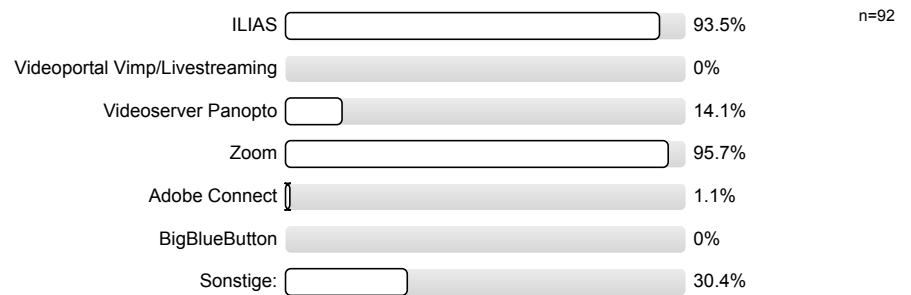 ILIAS 93.5% n=92
Videoportal Vimp/Livestreaming 0%
Videoserver Panopto 14.1%
Zoom 95.7%
Adobe Connect 1.1%
BigBlueButton 0%
Sonstige: 30.4%